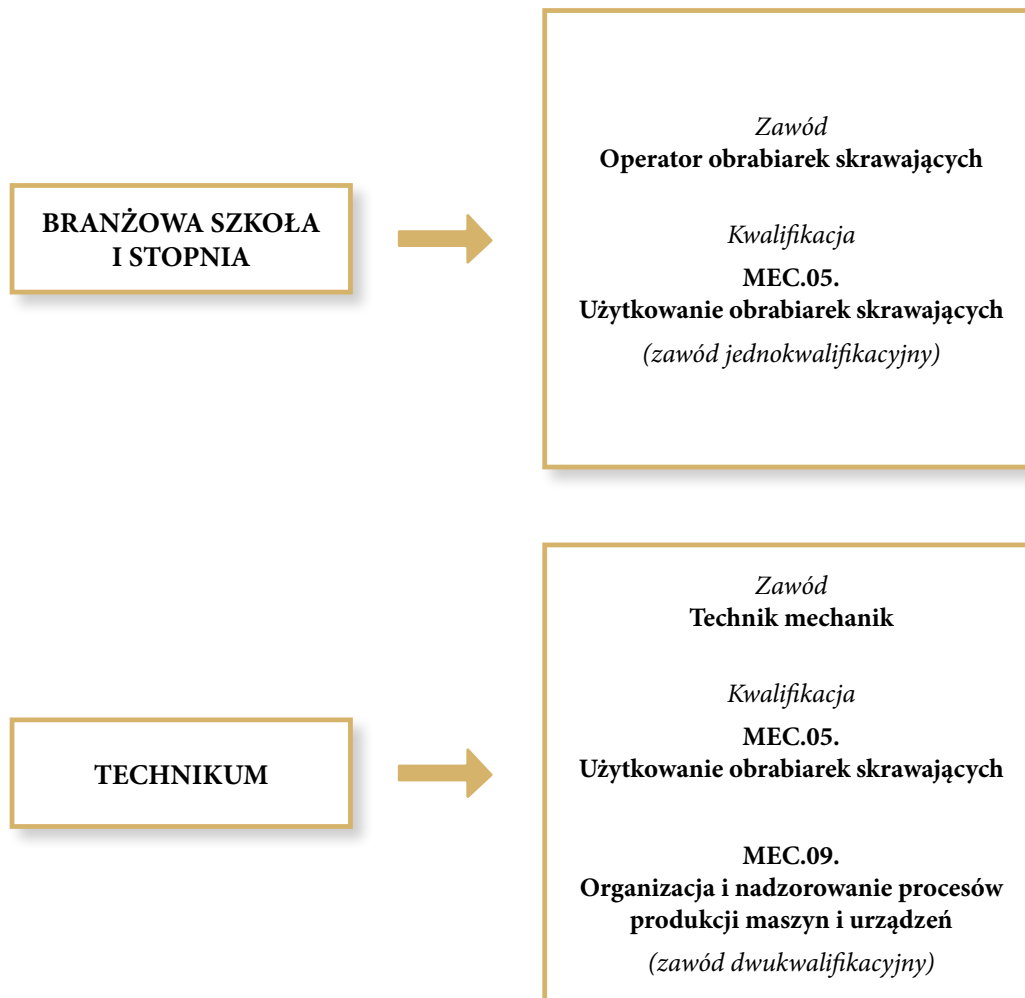 BRANŻOWA SZKOŁA
I STOPNIA
Zawód
Operator obrabiarek skrawających
Kwalifikacja
MEC.05.
Użytkowanie obrabiarek skrawających
(zawód jednokwalifikacyjny)
TECHNIKUM
Zawód
Technik mechanik
Kwalifikacja
MEC.05.
Użytkowanie obrabiarek skrawających
MEC.09.
Organizacja i nadzorowanie procesów
produkcji maszyn i urządzeń
(zawód dwukwalifikacyjny)